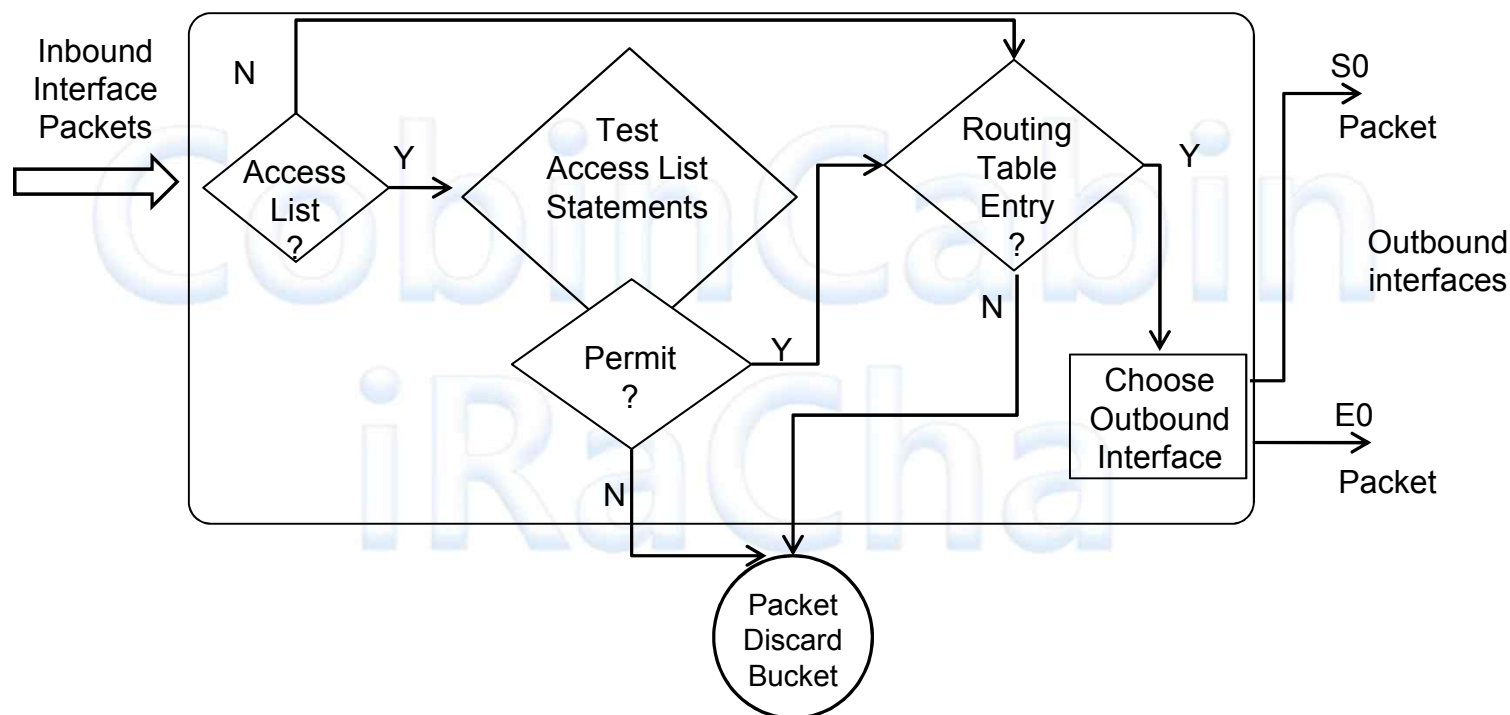 Inbound
Interface
Packets
N
Access
List
?
Y
Test
Access List
Statements
Permit
?
Y
N
Routing
Table
Entry
?
Y
N
Choose
Outbound
Interface
S0
Packet
Outbound
interfaces
E0
Packet
Packet
Discard
Bucket
CobinCabin
iRaCha